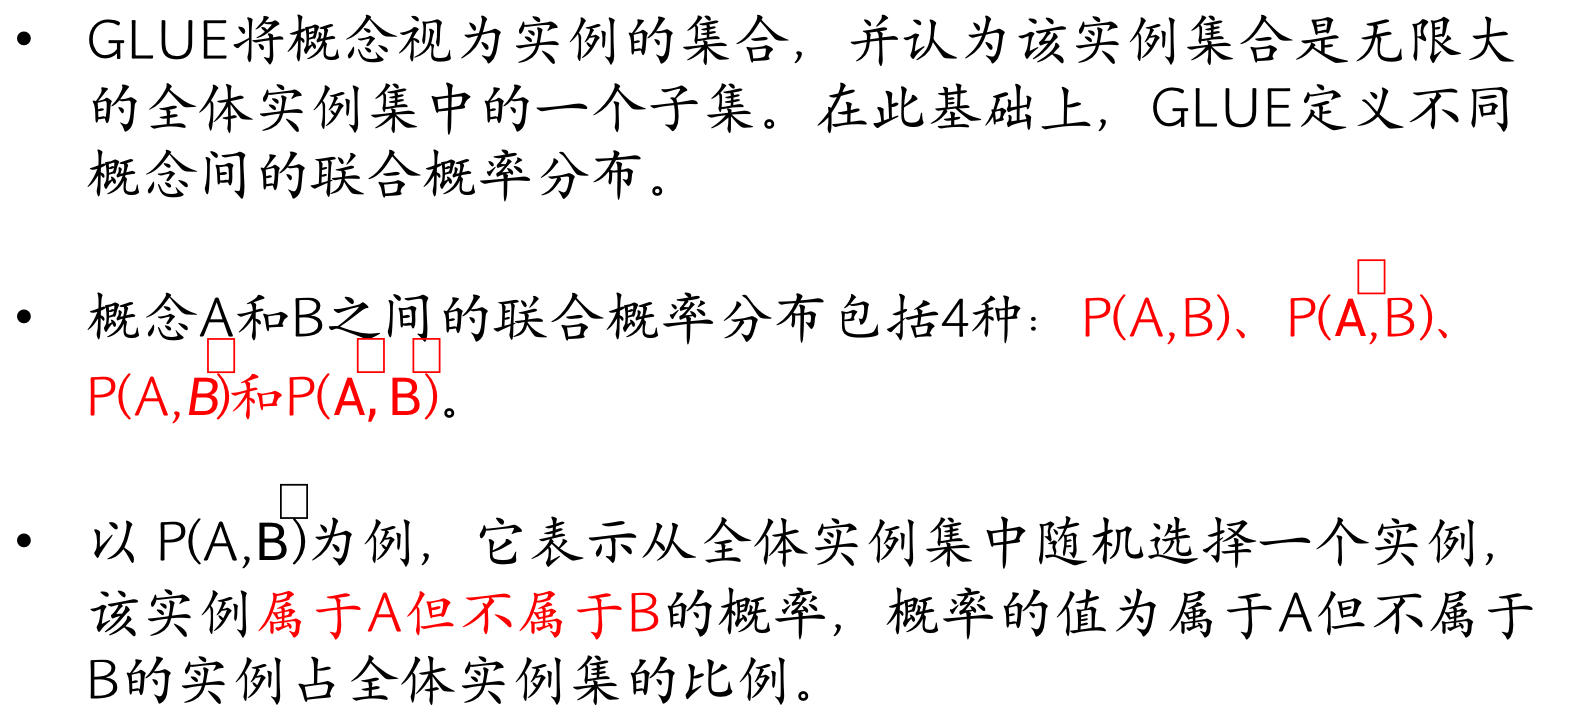 • GLUE将概念视为实例的集合，并认为该实例集合是无限大
的全体实例集中的一个子集。在此基础上，GLUE定义不同
概念间的联合概率分布。
• 概念A和B之间的联合概率分布包括4种：P(A,B)、P(A,B)、
P(A,B)和P(A,B)。
• 以 P(A,B)为例，它表示从全体实例集中随机选择一个实例，
该实例属于A但不属于B的概率，概率的值为属于A但不属于
B的实例占全体实例集的比例。